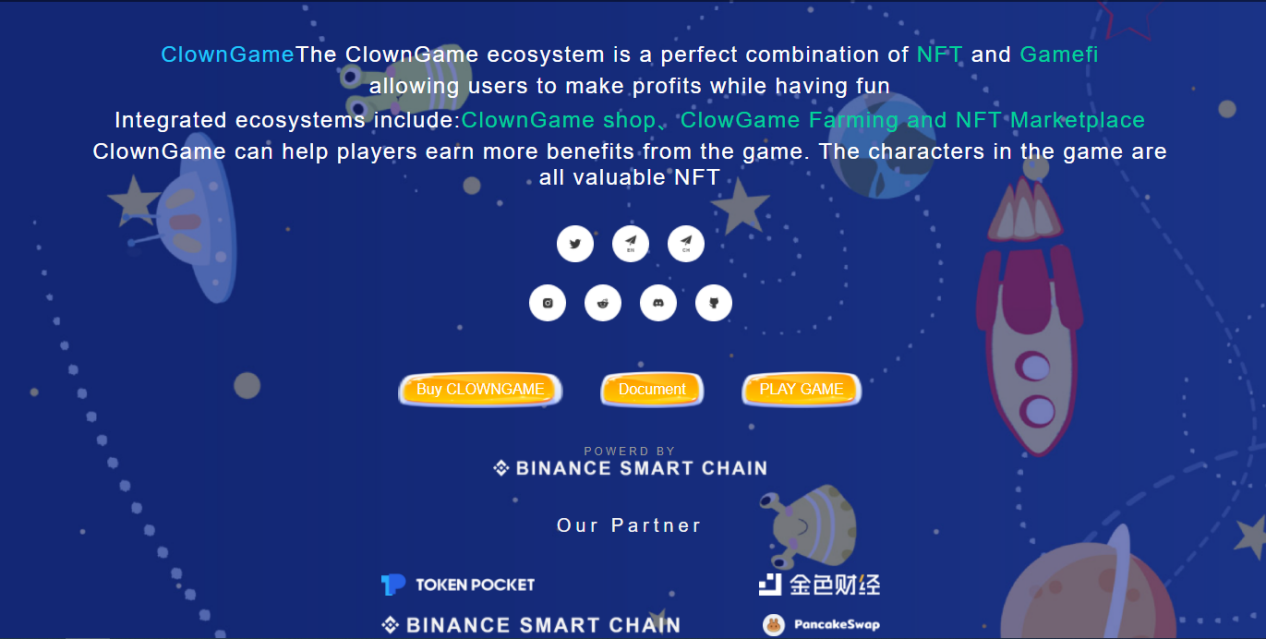 ClownGameThe ClownGame ecosystem is a perfect combination of NFT and Gamefi
allowing users to make profits while having fun
Integrated ecosystems include:ClownGame shop、ClowGame Farming and NFT Marketplace
ClownGame can help players earn more benefits from the game. The characters in the game are
all valuable NFT
EN CN
Buy CLOWNGAME Document PLAY GAME
POWERD BY
BINANCE SMART CHAIN
Our Partner
TOKEN POCKET 金色财经
BINANCE SMART CHAIN PancakeSwap